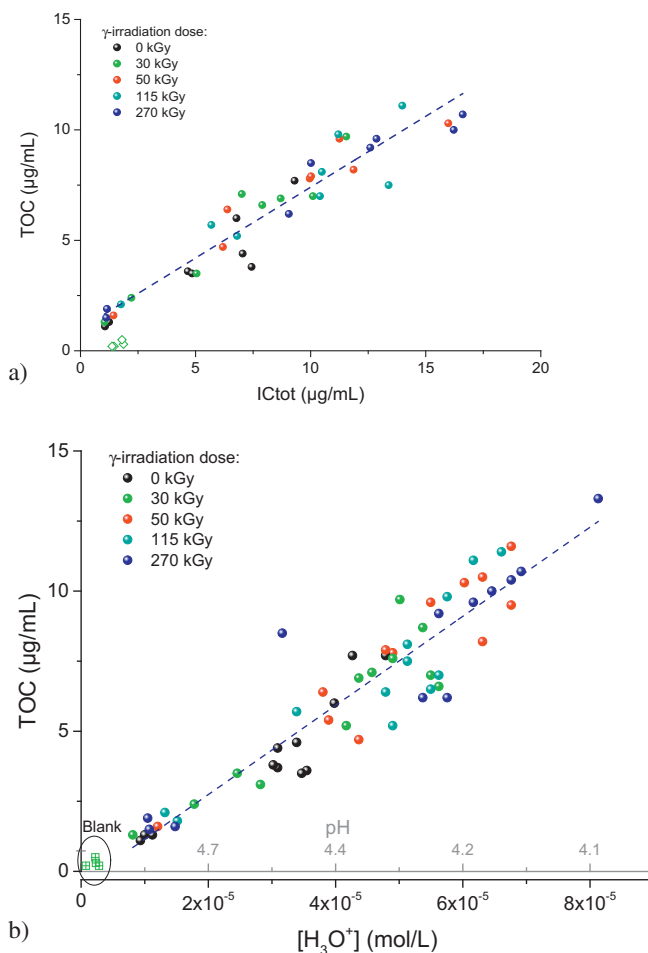 15
γ-irradiation dose:
0 kGy
30 kGy
50 kGy
115 kGy
270 kGy
10
TOC (µg/mL)
5
0
0 5 10 15 20
a)
ICtot (µg/mL)
15
γ-irradiation dose:
0 kGy
30 kGy
50 kGy
115 kGy
270 kGy
10
TOC (µg/mL)
5
Blank
pH
4.7 4.4 4.2 4.1
0
0 2x10⁻⁵ 4x10⁻⁵ 6x10⁻⁵ 8x10⁻⁵
b)
[H₃O⁺] (mol/L)